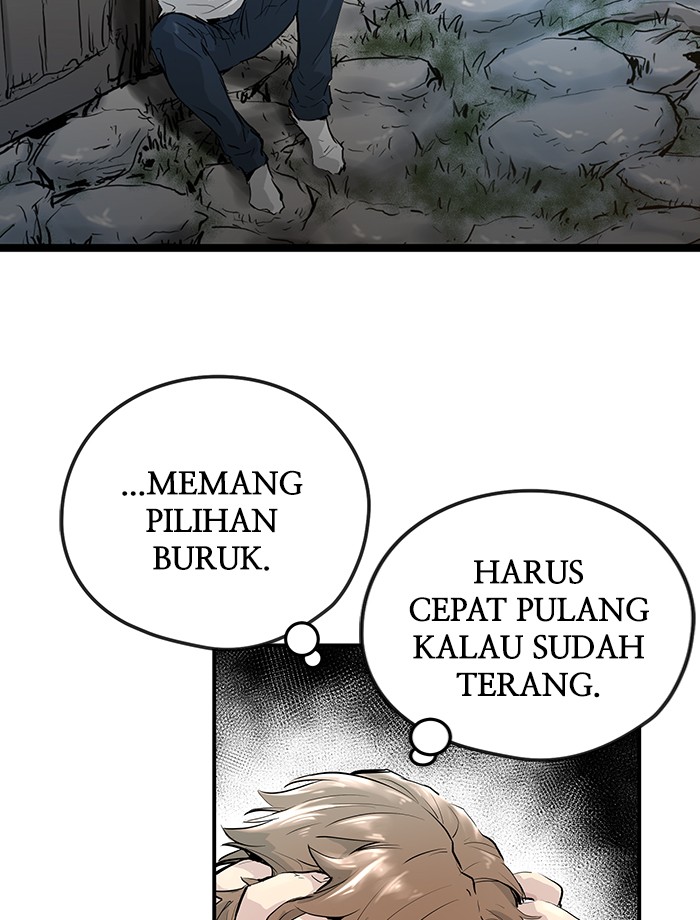 ...MEMANG
PILIHAN
BURUK.
HARUS
CEPAT PULANG
KALAU SUDAH
TERANG.